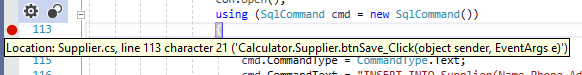 con.Open();
using (SqlCommand cmd = new SqlCommand())
113
{
Location: Supplier.cs, line 113 character 21 ('Calculator.Supplier.btnSave_Click(object sender, EventArgs e)')
115
cmd.CommandType = CommandType.Text;
cmd.CommandText = "INSERT INTO Supplier(Name,Phone,Ad